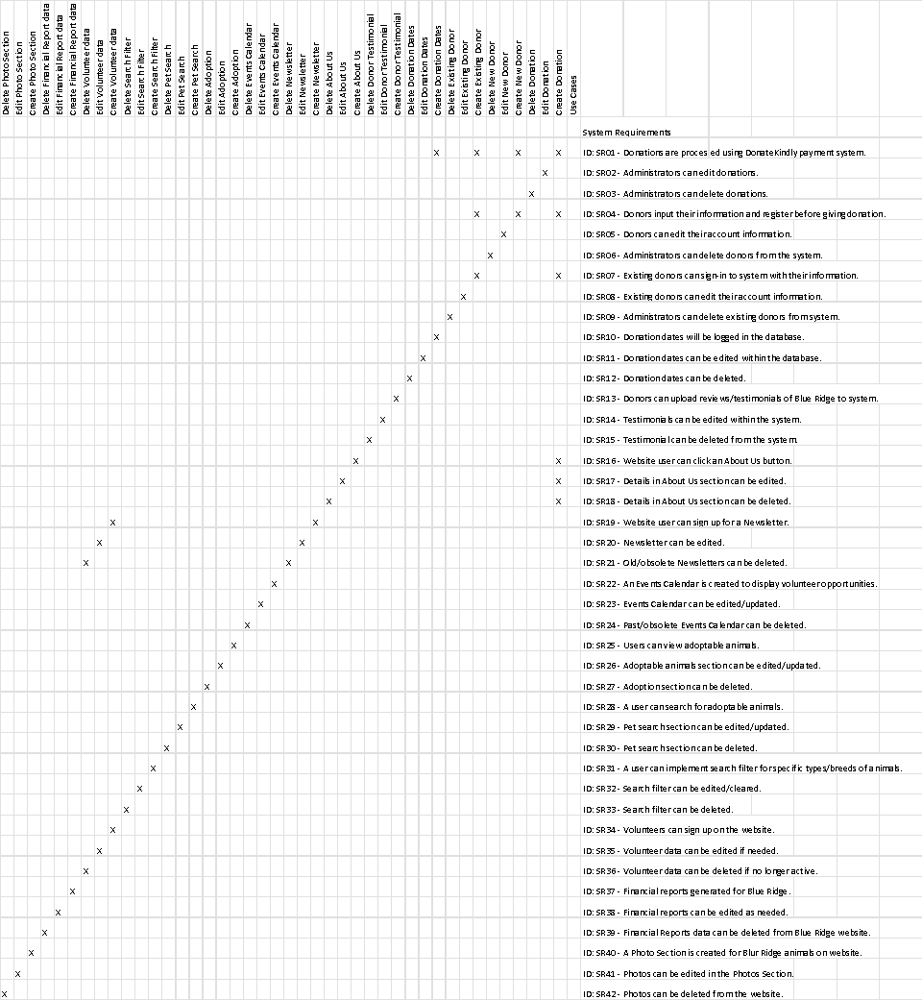 Delete Photo Section
Edit Photo Section
Create Photo Section
Delete Financial Report data
Edit Financial Report data
Create Financial Report data
Delete Volunteer data
Edit Volunteer data
Create Volunteer data
Delete Search Filter
Edit Search Filter
Create Search Filter
Delete Pet Search
Edit Pet Search
Create Pet Search
Delete Adoption
Edit Adoption
Create Adoption
Delete Events Calendar
Edit Events Calendar
Create Events Calendar
Delete Newsletter
Edit Newsletter
Create Newsletter
Delete About Us
Edit About Us
Create About Us
Delete Donor Testimonial
Edit Donor Testimonial
Create Donor Testimonial
Delete Donation Dates
Edit Donation Dates
Create Donation Dates
Delete Existing Donor
Edit Existing Donor
Create Existing Donor
Delete New Donor
Edit New Donor
Create New Donor
Delete Donation
Edit Donation
Create Donation
Use Cases
System Requirements
X X X X ID: SR01 - Donations are processed using DonateKindly payment system.
X ID: SR02 - Administrators can edit donations.
X ID: SR03 - Administrators can delete donations.
X X X ID: SR04 - Donors input their information and register before giving donation.
X ID: SR05 - Donors can edit their account information.
X ID: SR06 - Administrators can delete donors from the system.
X X ID: SR07 - Existing donors can sign-in to system with their information.
X ID: SR08 - Existing donors can edit their account information.
X ID: SR09 - Administrators can delete existing donors from system.
X ID: SR10 - Donation dates will be logged in the database.
X ID: SR11 - Donation dates can be edited within the database.
X ID: SR12 - Donation dates can be deleted.
X ID: SR13 - Donors can upload reviews/testimonials of Blue Ridge to system.
X ID: SR14 - Testimonials can be edited within the system.
X ID: SR15 - Testimonial can be deleted from the system.
X X ID: SR16 - Website user can click an About Us button.
X X ID: SR17 - Details in About Us section can be edited.
X X ID: SR18 - Details in About Us section can be deleted.
X X ID: SR19 - Website user can sign up for a Newsletter.
X X ID: SR20 - Newsletter can be edited.
X X ID: SR21 - Old/obsolete Newsletters can be deleted.
X ID: SR22 - An Events Calendar is created to display volunteer opportunities.
X ID: SR23 - Events Calendar can be edited/updated.
X ID: SR24 - Past/obsolete Events Calendar can be deleted.
X ID: SR25 - Users can view adoptable animals.
X ID: SR26 - Adoptable animals section can be edited/updated.
X ID: SR27 - Adoption section can be deleted.
X ID: SR28 - A user can search for adoptable animals.
X ID: SR29 - Pet search section can be edited/updated.
X ID: SR30 - Pet search section can be deleted.
X ID: SR31 - A user can implement search filter for specific types/breeds of animals.
X ID: SR32 - Search filter can be edited/cleared.
X ID: SR33 - Search filter can be deleted.
X ID: SR34 - Volunteers can sign up on the website.
X ID: SR35 - Volunteer data can be edited if needed.
X ID: SR36 - Volunteer data can be deleted if no longer active.
X ID: SR37 - Financial reports generated for Blue Ridge.
X ID: SR38 - Financial reports can be edited as needed.
X ID: SR39 - Financial Reports data can be deleted from Blue Ridge website.
X ID: SR40 - A Photo Section is created for Blur Ridge animals on website.
X ID: SR41 - Photos can be edited in the Photos Section.
X ID: SR42 - Photos can be deleted from the website.